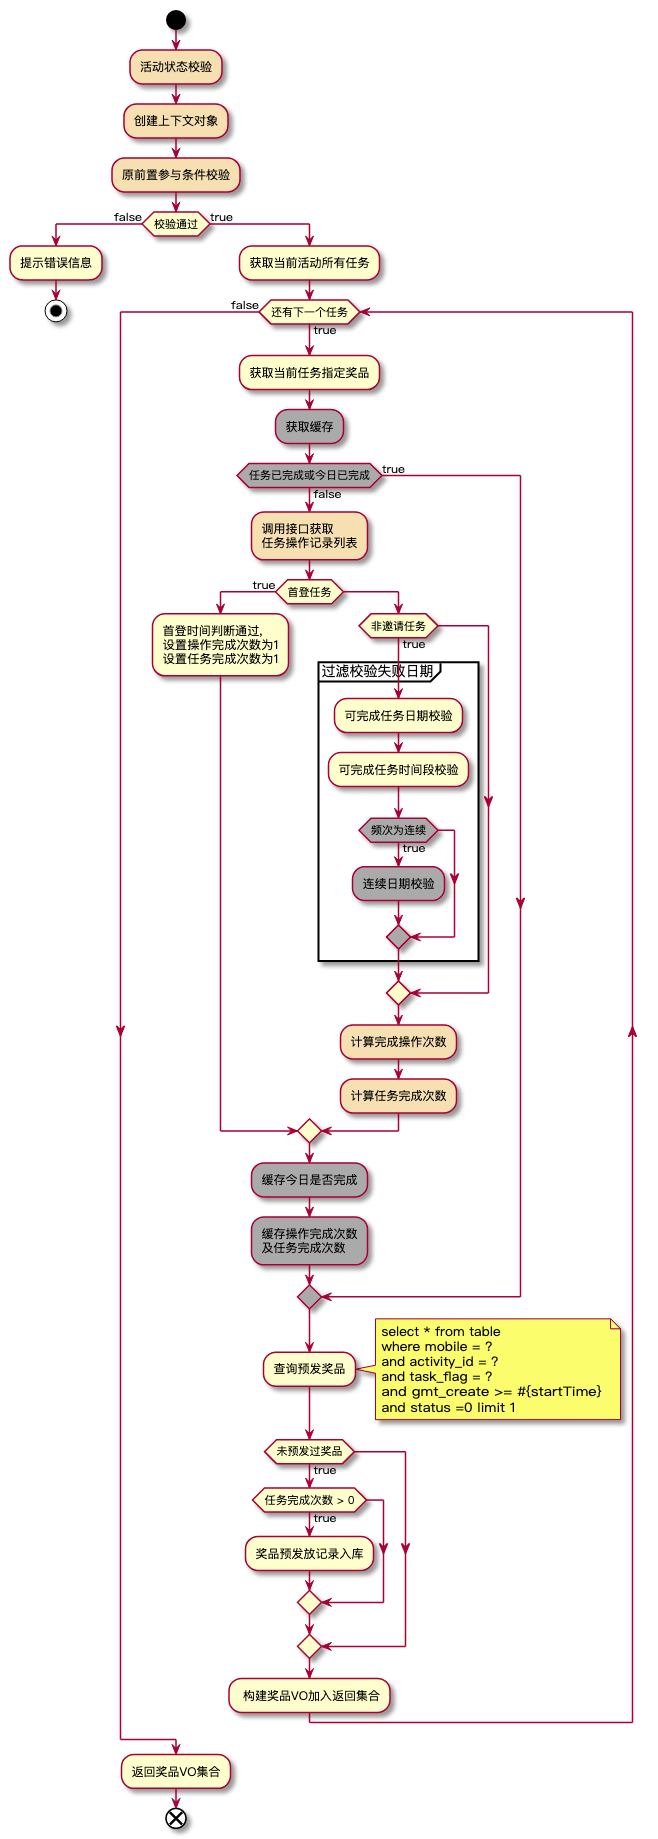 活动状态校验
创建上下文对象
原前置参与条件校验
false
校验通过
true
提示错误信息
获取当前活动所有任务
false
还有下一个任务
true
获取当前任务指定奖品
获取缓存
任务已完成或今日已完成
true
false
调用接口获取
任务操作记录列表
true
首登任务
首登时间判断通过,
设置操作完成次数为1
设置任务完成次数为1
非邀请任务
true
过滤校验失败日期
可完成任务日期校验
可完成任务时间段校验
频次为连续
true
连续日期校验
计算完成操作次数
计算任务完成次数
缓存今日是否完成
缓存操作完成次数
及任务完成次数
查询预发奖品
select * from table
where mobile = ?
and activity_id = ?
and task_flag = ?
and gmt_create >= #{startTime}
and status =0 limit 1
未预发过奖品
true
任务完成次数 > 0
true
奖品预发放记录入库
构建奖品VO加入返回集合
返回奖品VO集合